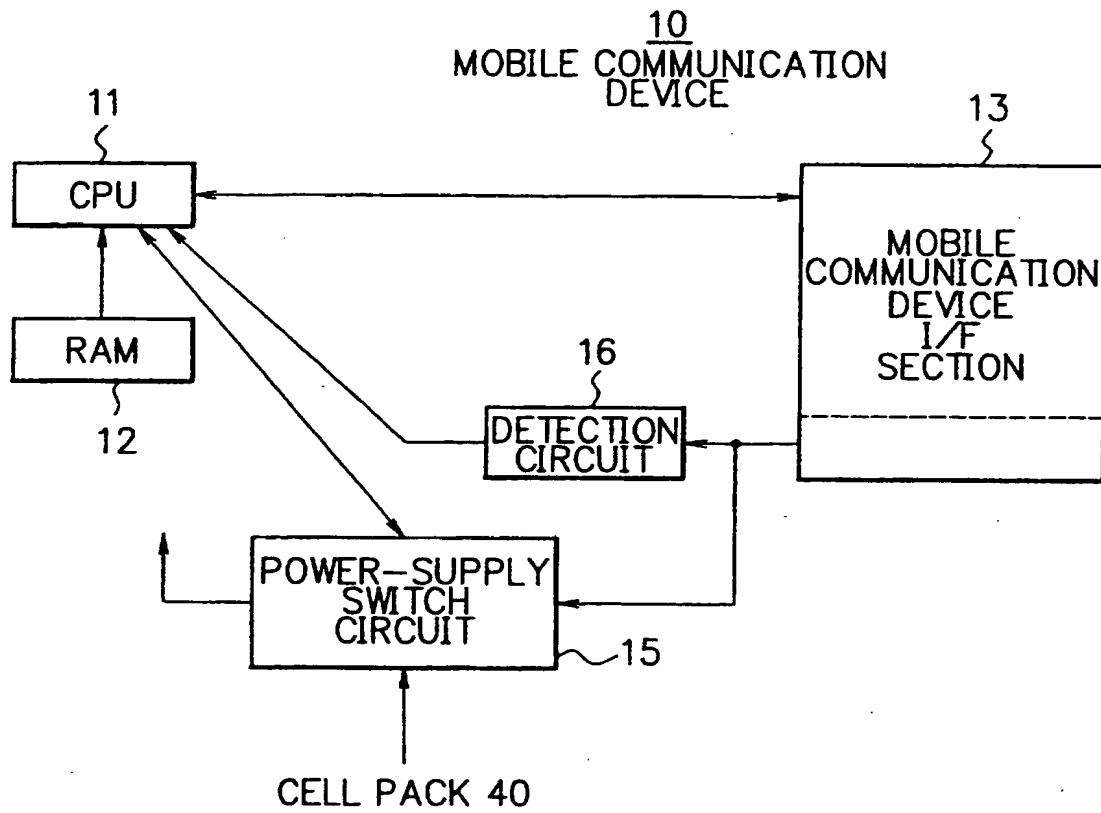 10
MOBILE COMMUNICATION
DEVICE
11
13
CPU
MOBILE
COMMUNICATION
DEVICE
I/F
SECTION
RAM
12
16
DETECTION
CIRCUIT
POWER-SUPPLY
SWITCH
CIRCUIT
15
CELL PACK 40